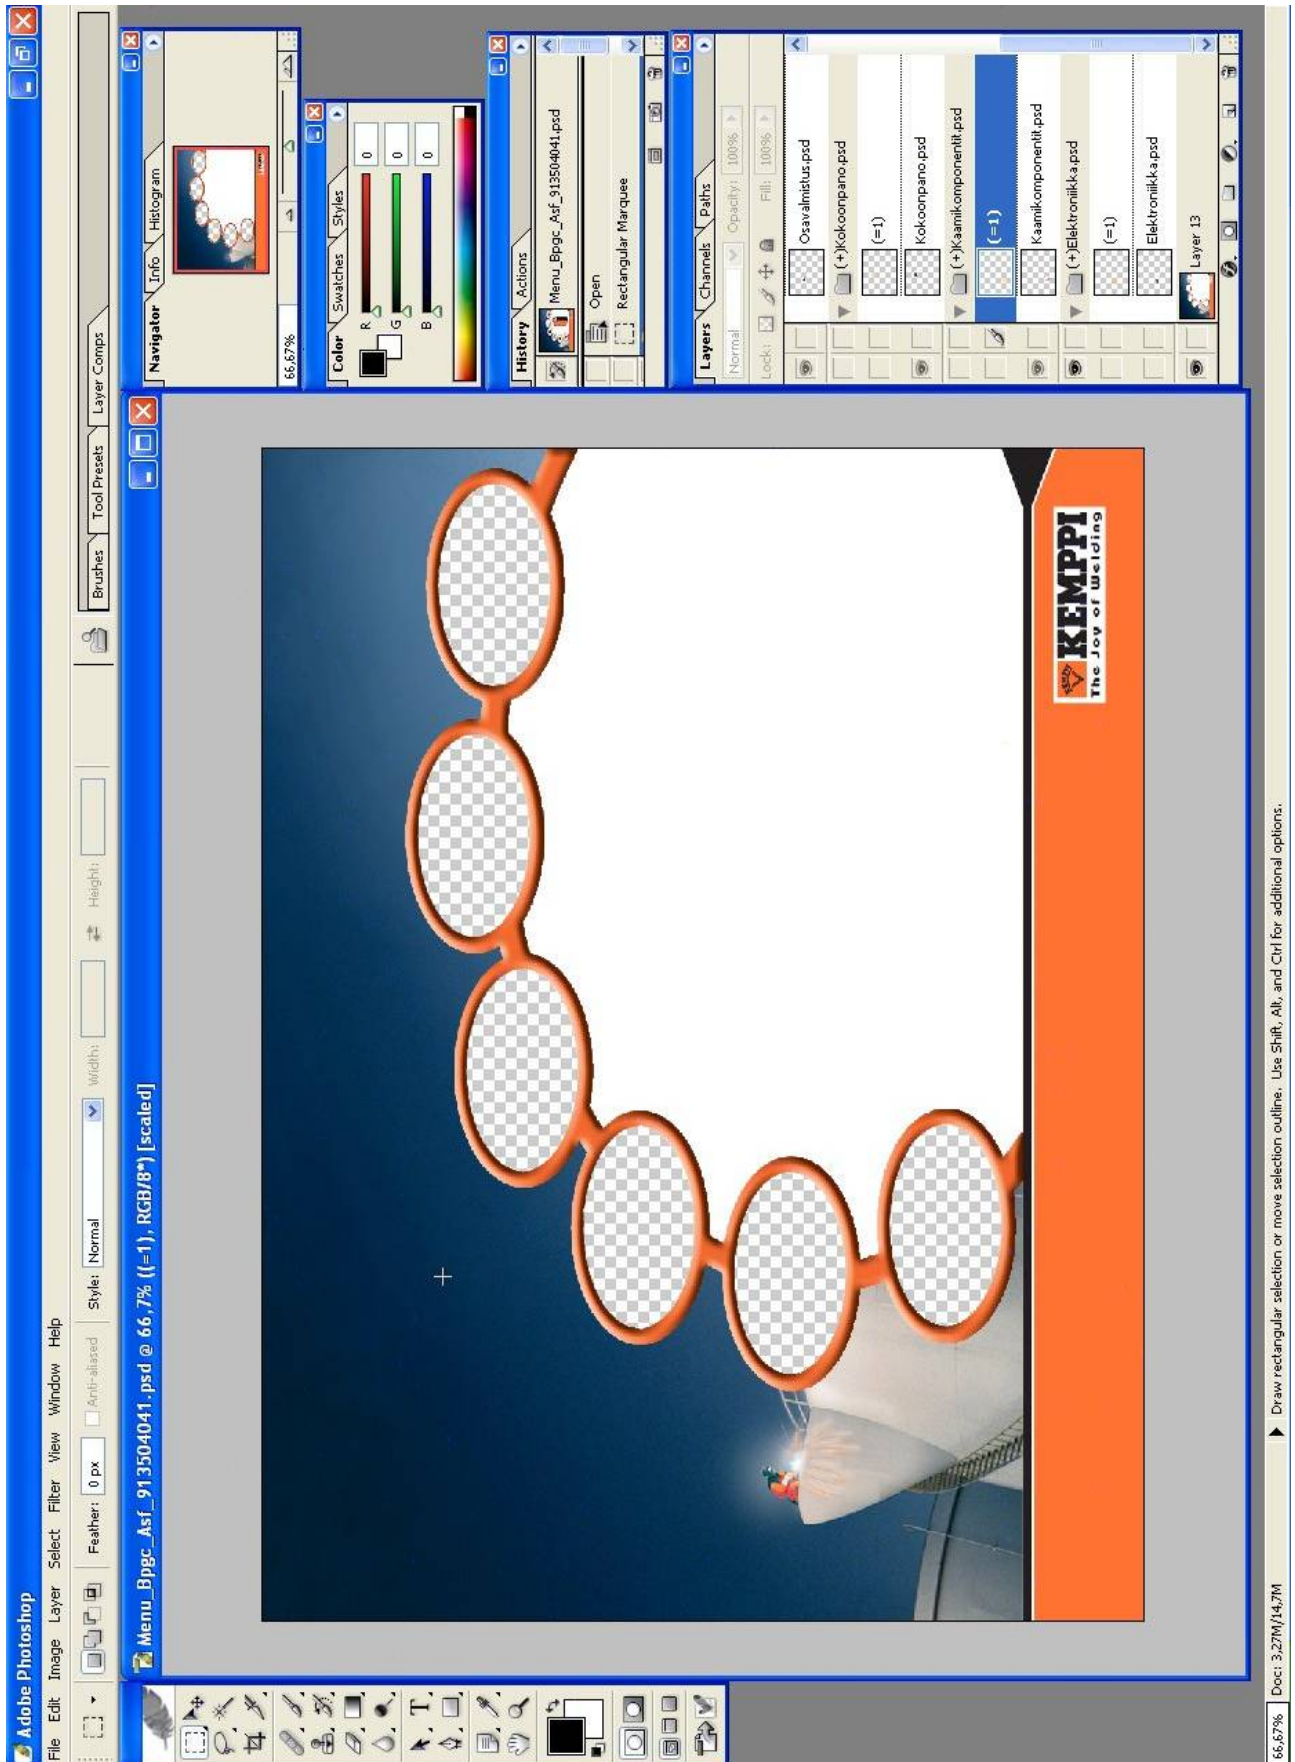 Adobe Photoshop
File Edit Image Layer Select Filter View Window Help
Feather: 0 px Anti-aliased Style: Normal Width: Height: Brushes Tool Presets Layer Comps
Menu_Bpgc_Asf_913504041.psd @ 66,7% ((=1), RGB/8*) [scaled]
KEMPPI
The Joy of Welding
Navigator Info Histogram
66,67%
Color Swatches Styles
R 0
G 0
B 0
History Actions
Menu_Bpgc_Asf_913504041.psd
Open
Rectangular Marquee
Layers Channels Paths
Normal Opacity: 100%
Lock: Fill: 100%
Osavalmistus.psd
(+)Kokoonpano.psd
(=1)
Kokoonpano.psd
(+)Kaamikomponentit.psd
(=1)
Kaamikomponentit.psd
(+)Elektroniikka.psd
(=1)
Elektroniikka.psd
Layer 13
66,67% Doc: 3,27M/14,7M Draw rectangular selection or move selection outline. Use Shift, Alt, and Ctrl for additional options.